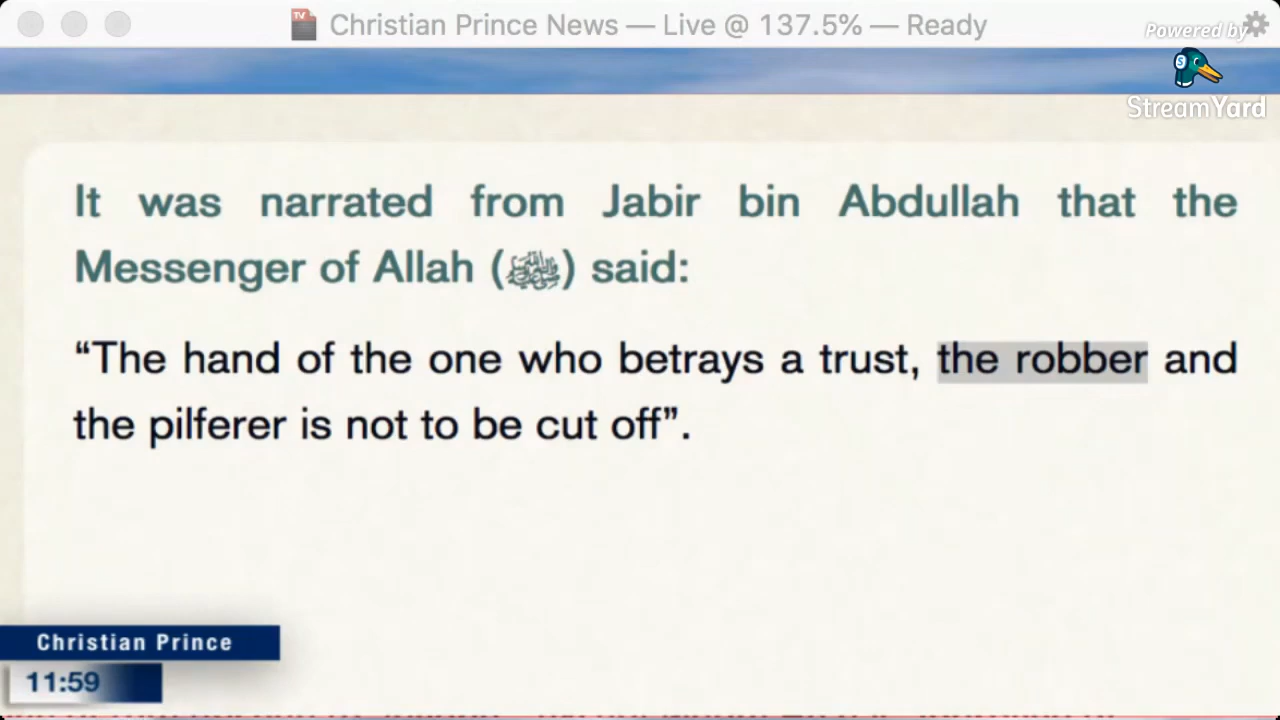 Christian Prince News — Live @ 137.5% — Ready
Powered by
StreamYard
It was narrated from Jabir bin Abdullah that the
Messenger of Allah (ﷺ) said:
“The hand of the one who betrays a trust, the robber and
the pilferer is not to be cut off”.
Christian Prince
11:59